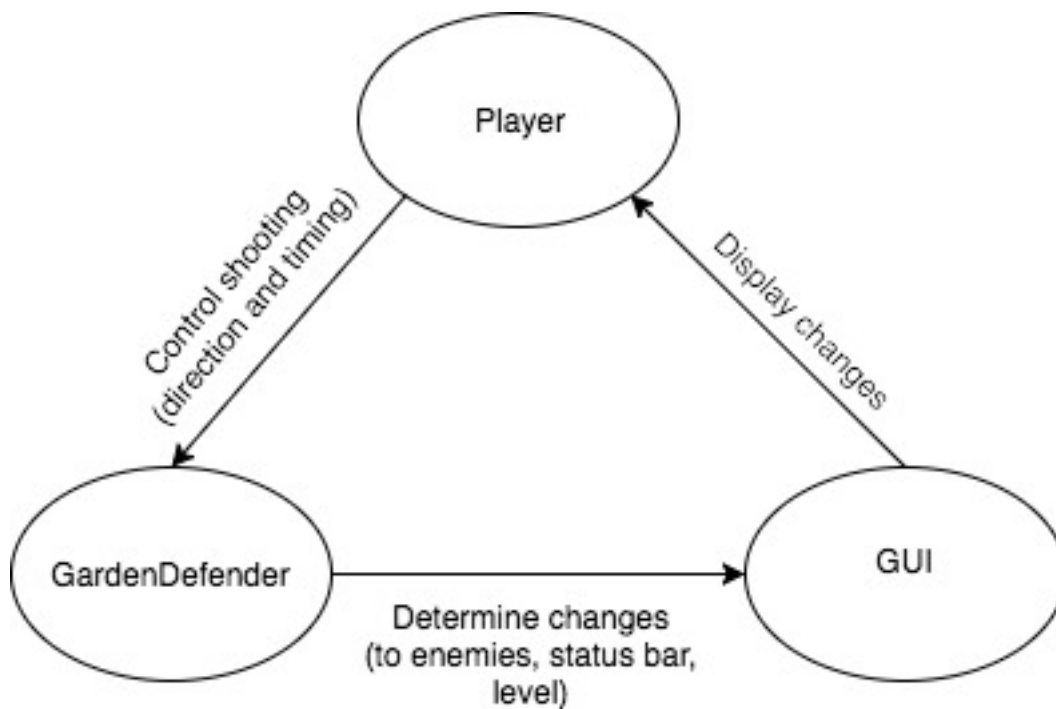 Player
Control shooting
(direction and timing)
Display changes
GardenDefender
GUI
Determine changes
(to enemies, status bar,
level)